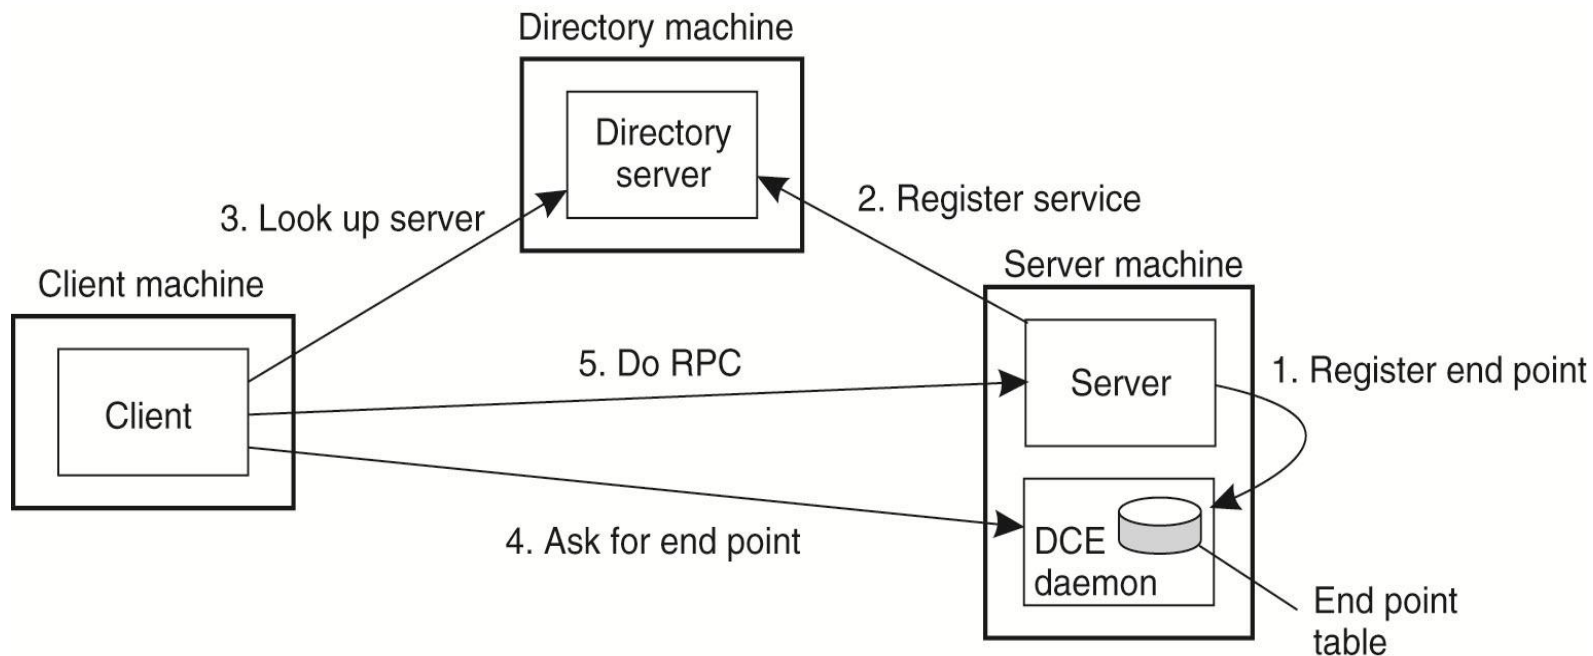 Directory machine
Directory
server
3. Look up server
2. Register service
Client machine
Server machine
5. Do RPC
1. Register end point
Client
Server
4. Ask for end point
DCE
daemon
End point
table